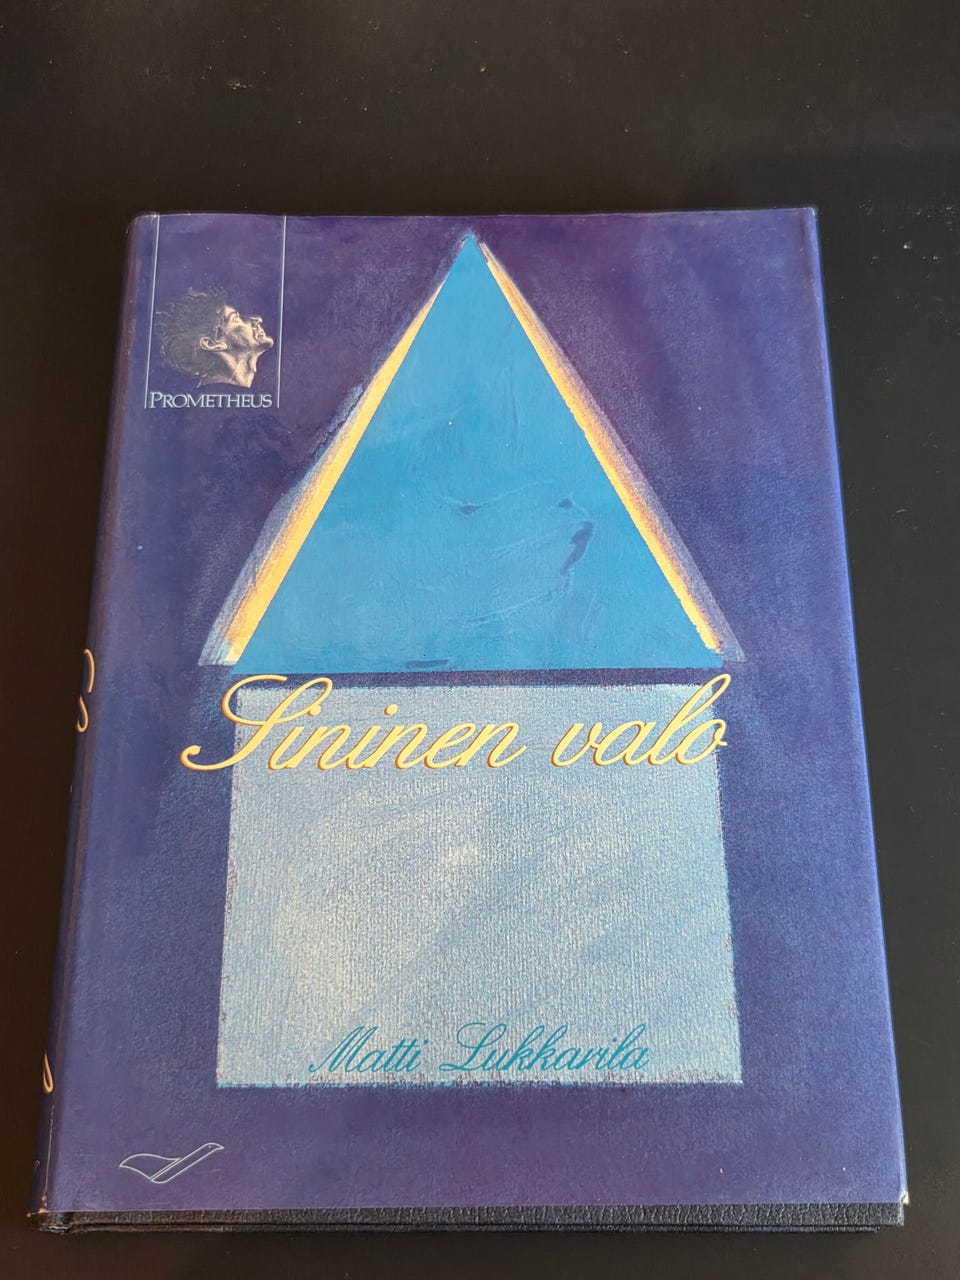 PROMETHEUS
Sininen valo
Matti Lukkarila